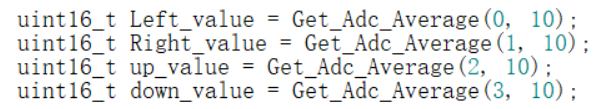 uint16_t Left_value = Get_Adc_Average(0, 10);
uint16_t Right_value = Get_Adc_Average(1, 10);
uint16_t up_value = Get_Adc_Average(2, 10);
uint16_t down_value = Get_Adc_Average(3, 10);